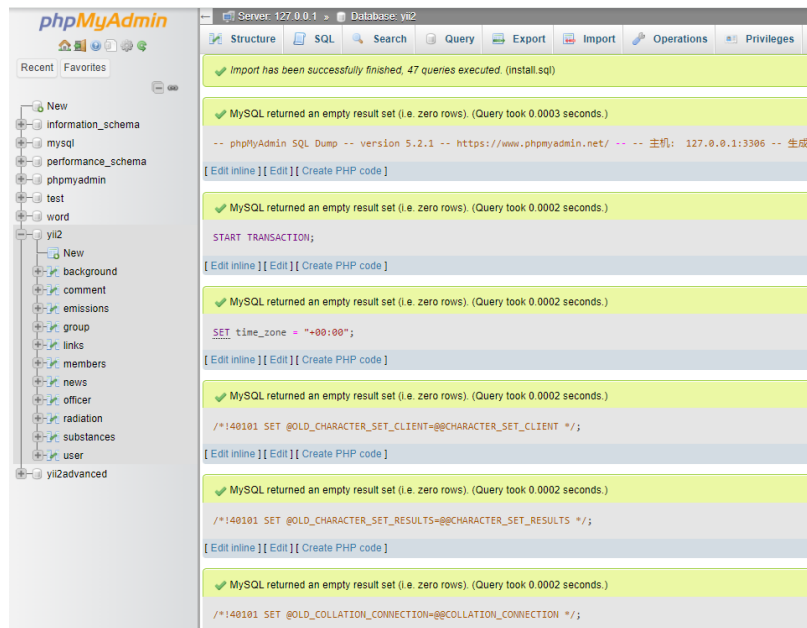 phpMyAdmin
Recent Favorites
New
information_schema
mysql
performance_schema
phpmyadmin
test
word
yii2
New
background
comment
emissions
group
links
members
news
officer
radiation
substances
user
yii2advanced
Server: 127.0.0.1 » Database: yii2
Structure SQL Search Query Export Import Operations Privileges
Import has been successfully finished, 47 queries executed. (install.sql)
MySQL returned an empty result set (i.e. zero rows). (Query took 0.0003 seconds.)
-- phpMyAdmin SQL Dump -- version 5.2.1 -- https://www.phpmyadmin.net/ -- -- 主机: 127.0.0.1:3306 -- 生成
[ Edit inline ] [ Edit ] [ Create PHP code ]
MySQL returned an empty result set (i.e. zero rows). (Query took 0.0002 seconds.)
START TRANSACTION;
[ Edit inline ] [ Edit ] [ Create PHP code ]
MySQL returned an empty result set (i.e. zero rows). (Query took 0.0002 seconds.)
SET time_zone = "+00:00";
[ Edit inline ] [ Edit ] [ Create PHP code ]
MySQL returned an empty result set (i.e. zero rows). (Query took 0.0002 seconds.)
/*!40101 SET @OLD_CHARACTER_SET_CLIENT=@@CHARACTER_SET_CLIENT */;
[ Edit inline ] [ Edit ] [ Create PHP code ]
MySQL returned an empty result set (i.e. zero rows). (Query took 0.0002 seconds.)
/*!40101 SET @OLD_CHARACTER_SET_RESULTS=@@CHARACTER_SET_RESULTS */;
[ Edit inline ] [ Edit ] [ Create PHP code ]
MySQL returned an empty result set (i.e. zero rows). (Query took 0.0002 seconds.)
/*!40101 SET @OLD_COLLATION_CONNECTION=@@COLLATION_CONNECTION */;